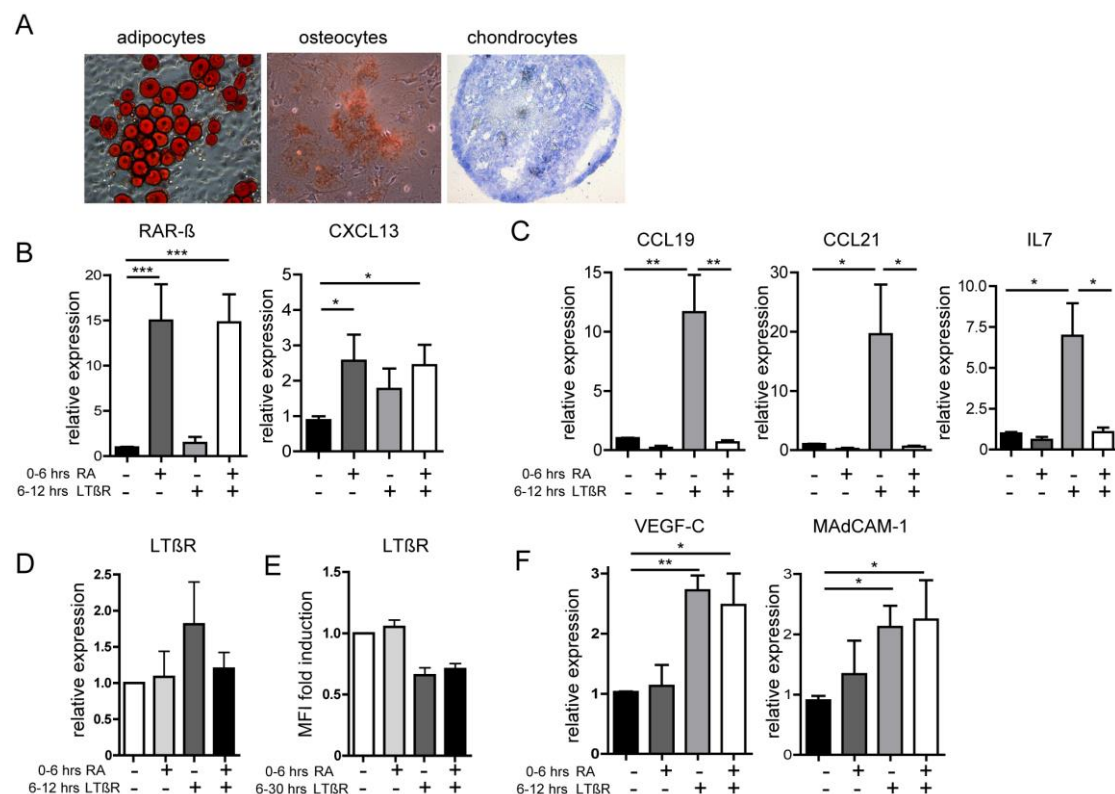 A
adipocytes osteocytes chondrocytes
B
RAR-ß
***
***
relative expression
20
15
10
5
0
0-6 hrs RA - + - +
6-12 hrs LTßR - - + +
CXCL13
*
*
relative expression
5
4
3
2
1
0
- + - +
- - + +
C
CCL19
** **
relative expression
15
10
5
0
0-6 hrs RA - + - +
6-12 hrs LTßR - - + +
CCL21
* *
relative expression
31
20
10
0
- + - +
- - + +
IL7
* *
relative expression
10.0
7.5
5.0
2.5
0
- + - +
- - + +
D
LTßR
relative expression
2.5
2.0
1.5
1.0
0.5
0.0
0-6 hrs RA - + - +
6-12 hrs LTßR - - + +
E
LTßR
MFI fold induction
1.5
1.0
0.5
0.0
0-6 hrs RA - + - +
6-30 hrs LTßR - - + +
F
VEGF-C
*
**
relative expression
3
2
1
0
0-6 hrs RA - + - +
6-12 hrs LTßR - - + +
MAdCAM-1
*
*
relative expression
3
2
1
0
- + - +
- - + +